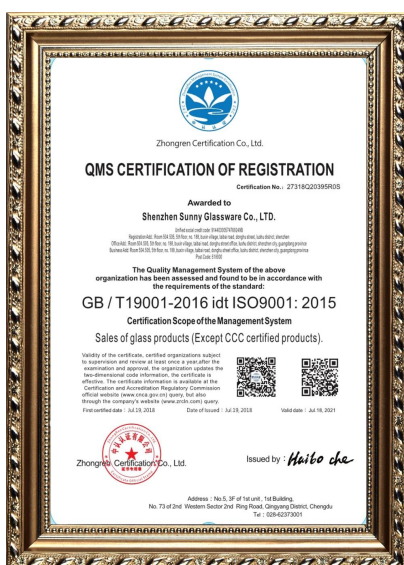 Zhongren Certification Co., Ltd.
QMS CERTIFICATION OF REGISTRATION
Certification No.: 27318Q20395R0S
Awarded to
Shenzhen Sunny Glassware Co., LTD.
The Quality Management System of the above
organization has been assessed and found to be in accordance with
the requirements of the standard:
GB / T19001-2016 idt ISO9001: 2015
Certification Scope of the Management System
Sales of glass products (Except CCC certified products).
Validity of the certificate, certified organizations subject
to supervision and review at least once a year,after the
examination and approval, the organization updates the
two-dimensional code information, the certificate is
effective. The certificate information is available at the
Certification and Accreditation Regulatory Commission
official website (www.cnca.gov.cn) query, but also
through the company's website (www.zrcln.com) query.
First certified date : Jul.19, 2018 Date of Issued : Jul.19, 2018 Valid date : Jul.18, 2021
Zhongren Certification Co., Ltd.
Issued by : Haibo che
Address : No.5, 3F of 1st unit , 1st Building,
No. 73 of 2nd Western Sector 2nd Ring Road, Qingyang District, Chengdu
Tel : 028-62373001